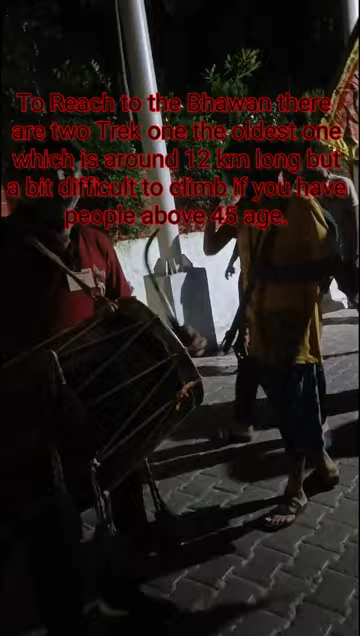 To Reach to the Bhawan there
are two Trek one the oldest one
which is around 12 km long but
a bit difficult to climb if you have
people above 45 age.